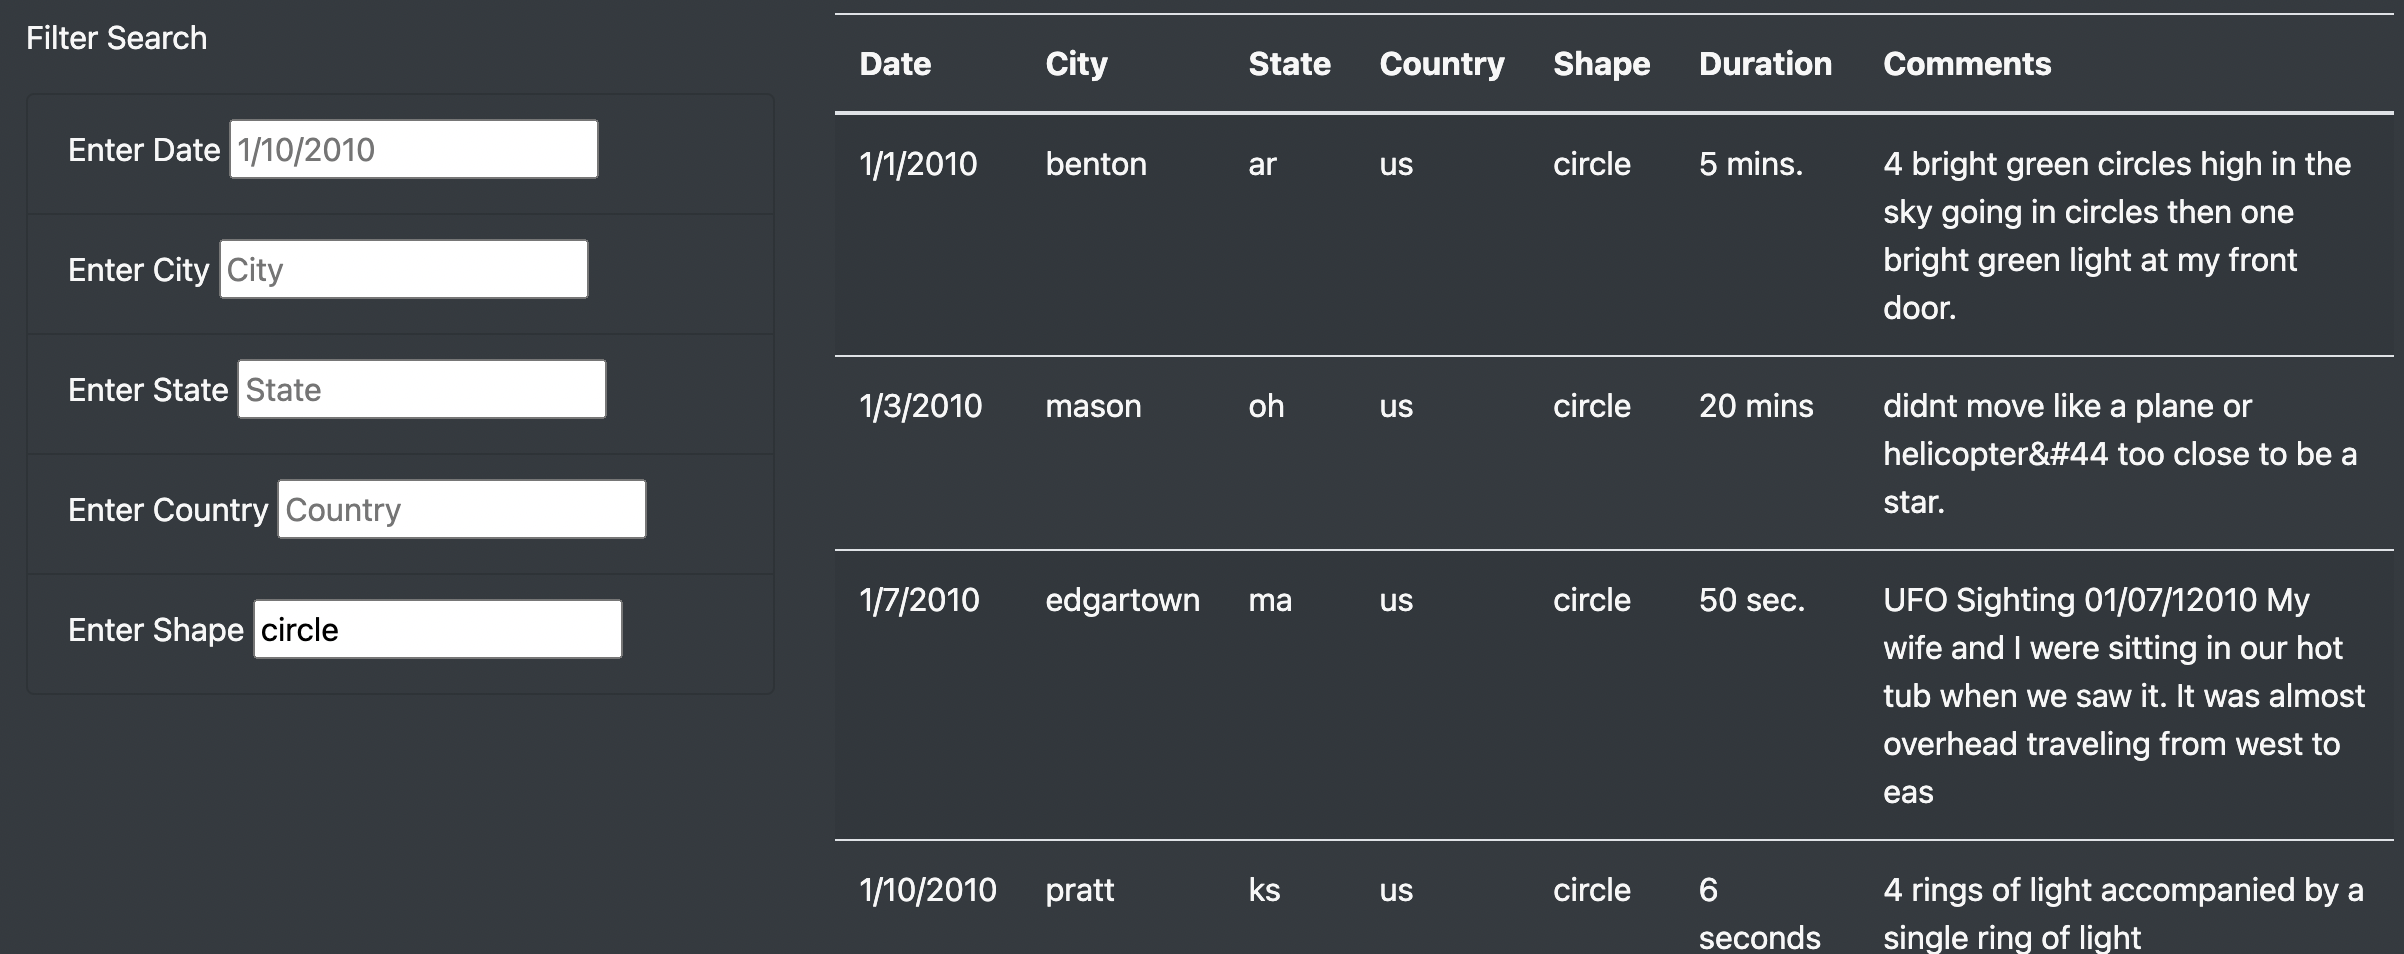 Filter Search
Enter Date 1/10/2010
Enter City City
Enter State State
Enter Country Country
Enter Shape circle
Date City State Country Shape Duration Comments
1/1/2010 benton ar us circle 5 mins. 4 bright green circles high in the
sky going in circles then one
bright green light at my front
door.
1/3/2010 mason oh us circle 20 mins didnt move like a plane or
helicopter&#44 too close to be a
star.
1/7/2010 edgartown ma us circle 50 sec. UFO Sighting 01/07/12010 My
wife and I were sitting in our hot
tub when we saw it. It was almost
overhead traveling from west to
eas
1/10/2010 pratt ks us circle 6 4 rings of light accompanied by a
seconds single ring of light